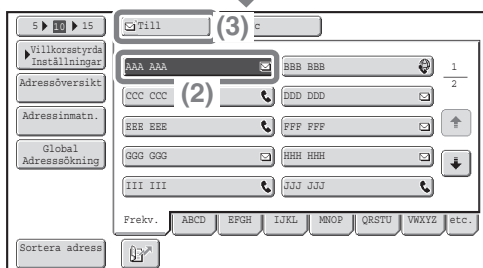 5 10 15
Till
(3)
c
Villkorsstyrda
Inställningar
Adressöversikt
Adressinmatn.
Global
Adresssökning
AAA AAA
BBB BBB
(2)
CCC CCC
DDD DDD
EEE EEE
FFF FFF
GGG GGG
HHH HHH
III III
JJJ JJJ
1
2
Frekv. ABCD EFGH IJKL MNOP QRSTU VWXYZ etc.
Sortera adress